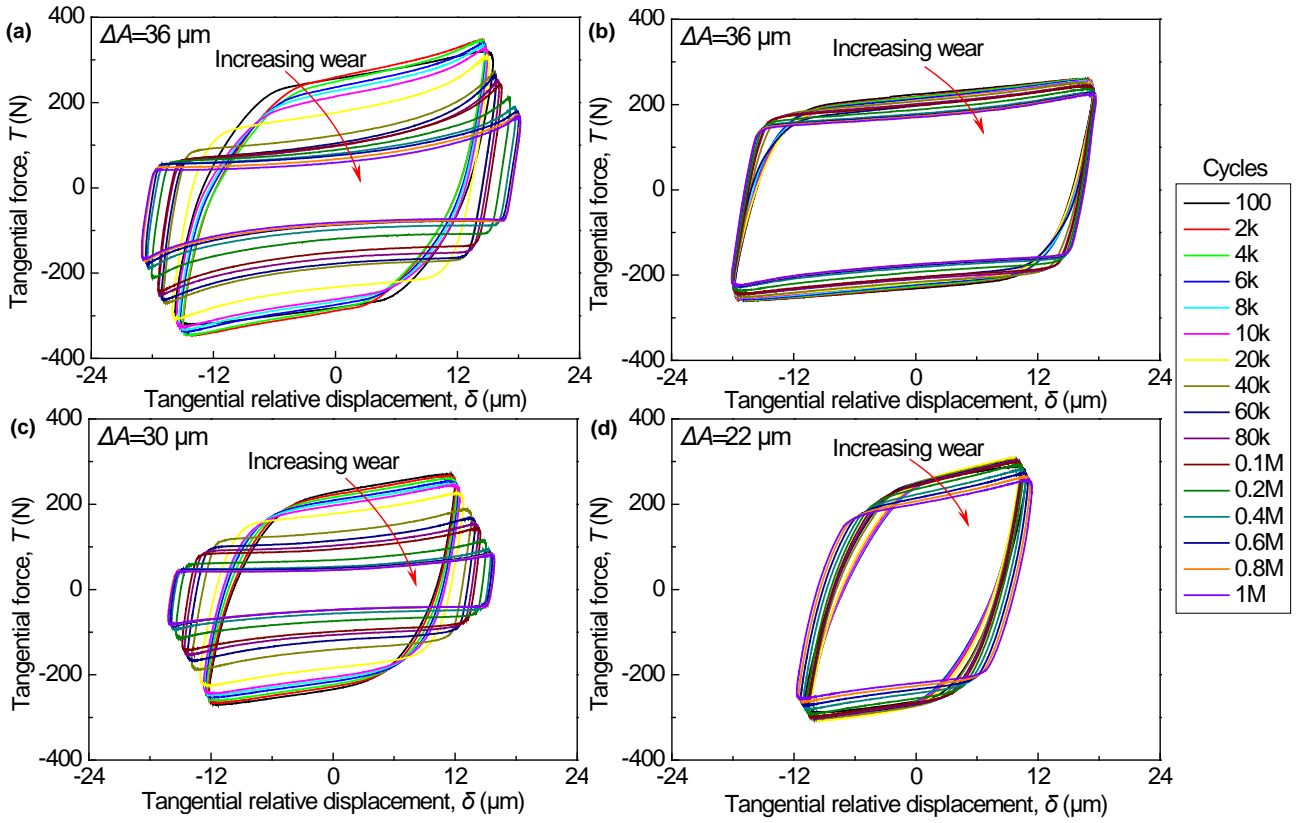 (a)
ΔA=36 μm
Increasing wear
400
200
0
-200
-400
Tangential force, T (N)
-24
-12
0
12
24
Tangential relative displacement, δ (μm)
(b)
ΔA=36 μm
Increasing wear
400
200
0
-200
-400
Tangential force, T (N)
-24
-12
0
12
24
Tangential relative displacement, δ (μm)
(c)
ΔA=30 μm
Increasing wear
400
200
0
-200
-400
Tangential force, T (N)
-24
-12
0
12
24
Tangential relative displacement, δ (μm)
(d)
ΔA=22 μm
Increasing wear
400
200
0
-200
-400
Tangential force, T (N)
-24
-12
0
12
24
Tangential relative displacement, δ (μm)
Cycles
100
2k
4k
6k
8k
10k
20k
40k
60k
80k
0.1M
0.2M
0.4M
0.6M
0.8M
1M